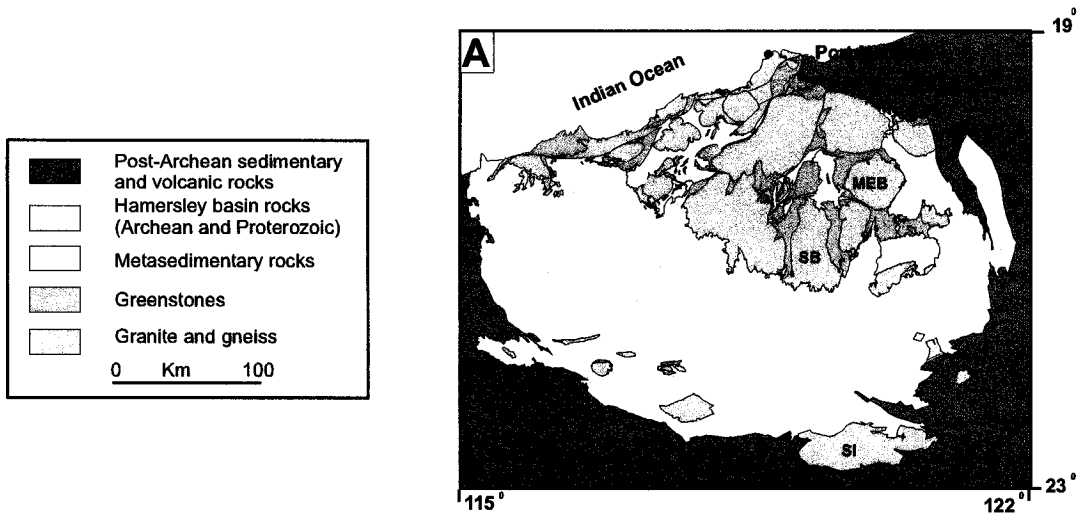 Post-Archean sedimentary
and volcanic rocks
Hamersley basin rocks
(Archean and Proterozoic)
Metasedimentary rocks
Greenstones
Granite and gneiss
0 Km 100
A
Indian Ocean
MEB
SB
SI
19°
23°
115°
122°